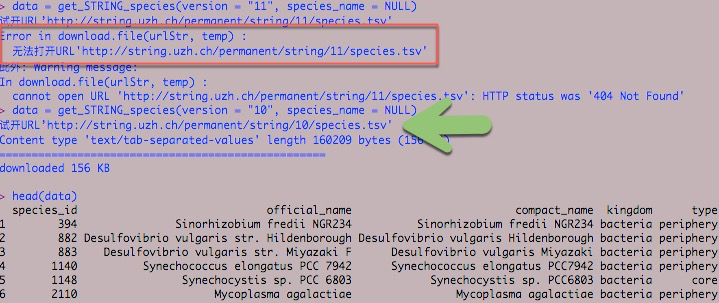 > data = get_STRING_species(version = "11", species_name = NULL)
试开URL'http://string.uzh.ch/permanent/string/11/species.tsv'
Error in download.file(urlStr, temp) :
无法打开URL'http://string.uzh.ch/permanent/string/11/species.tsv'
此外: Warning message:
In download.file(urlStr, temp) :
cannot open URL 'http://string.uzh.ch/permanent/string/11/species.tsv': HTTP status was '404 Not Found'
> data = get_STRING_species(version = "10", species_name = NULL)
试开URL'http://string.uzh.ch/permanent/string/10/species.tsv'
Content type 'text/tab-separated-values' length 160209 bytes (156
==================================================
downloaded 156 KB
> head(data)
species_id official_name compact_name kingdom type
1 394 Sinorhizobium fredii NGR234 Sinorhizobium fredii NGR234 bacteria periphery
2 882 Desulfovibrio vulgaris str. Hildenborough Desulfovibrio vulgaris Hildenborough bacteria periphery
3 883 Desulfovibrio vulgaris str. Miyazaki F Desulfovibrio vulgaris Miyazaki bacteria periphery
4 1140 Synechococcus elongatus PCC 7942 Synechococcus elongatus PCC7942 bacteria periphery
5 1148 Synechocystis sp. PCC 6803 Synechocystis sp. PCC6803 bacteria core
6 2110 Mycoplasma agalactiae Mycoplasma agalactiae bacteria periphery